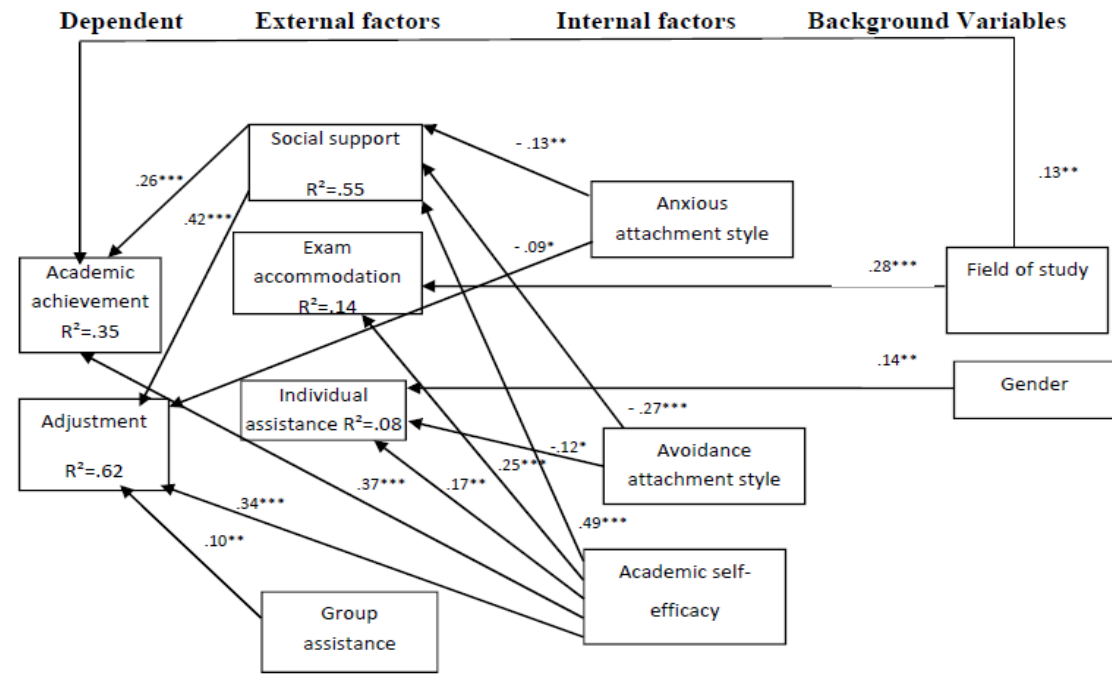 Dependent External factors Internal factors Background Variables
Social support
R²=.55
- .13**
.13**
.26***
.42***
Anxious
attachment style
Exam
accommodation
R²=.14
- .09*
Academic
achievement
R²=.35
.28***
Field of study
.14**
Gender
Individual
assistance R²=.08
Adjustment
R²=.62
- .27***
-.12*
Avoidance
attachment style
.25***
.17**
.37***
.34***
.49***
.10**
Academic self-
efficacy
Group
assistance